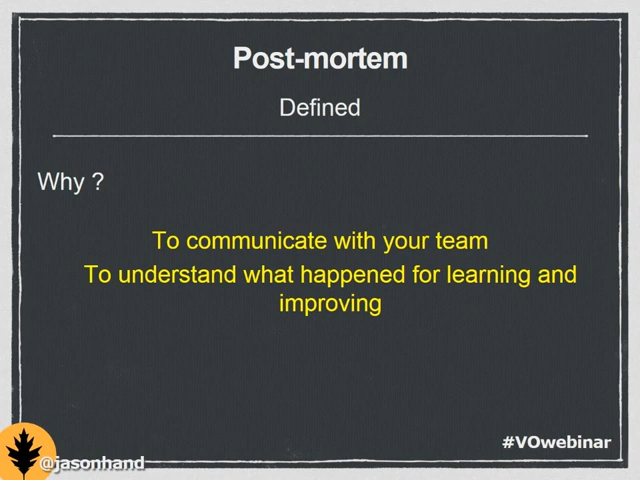 Post-mortem
Defined
Why ?
To communicate with your team
To understand what happened for learning and
improving
#VOwebinar
@jasonhand